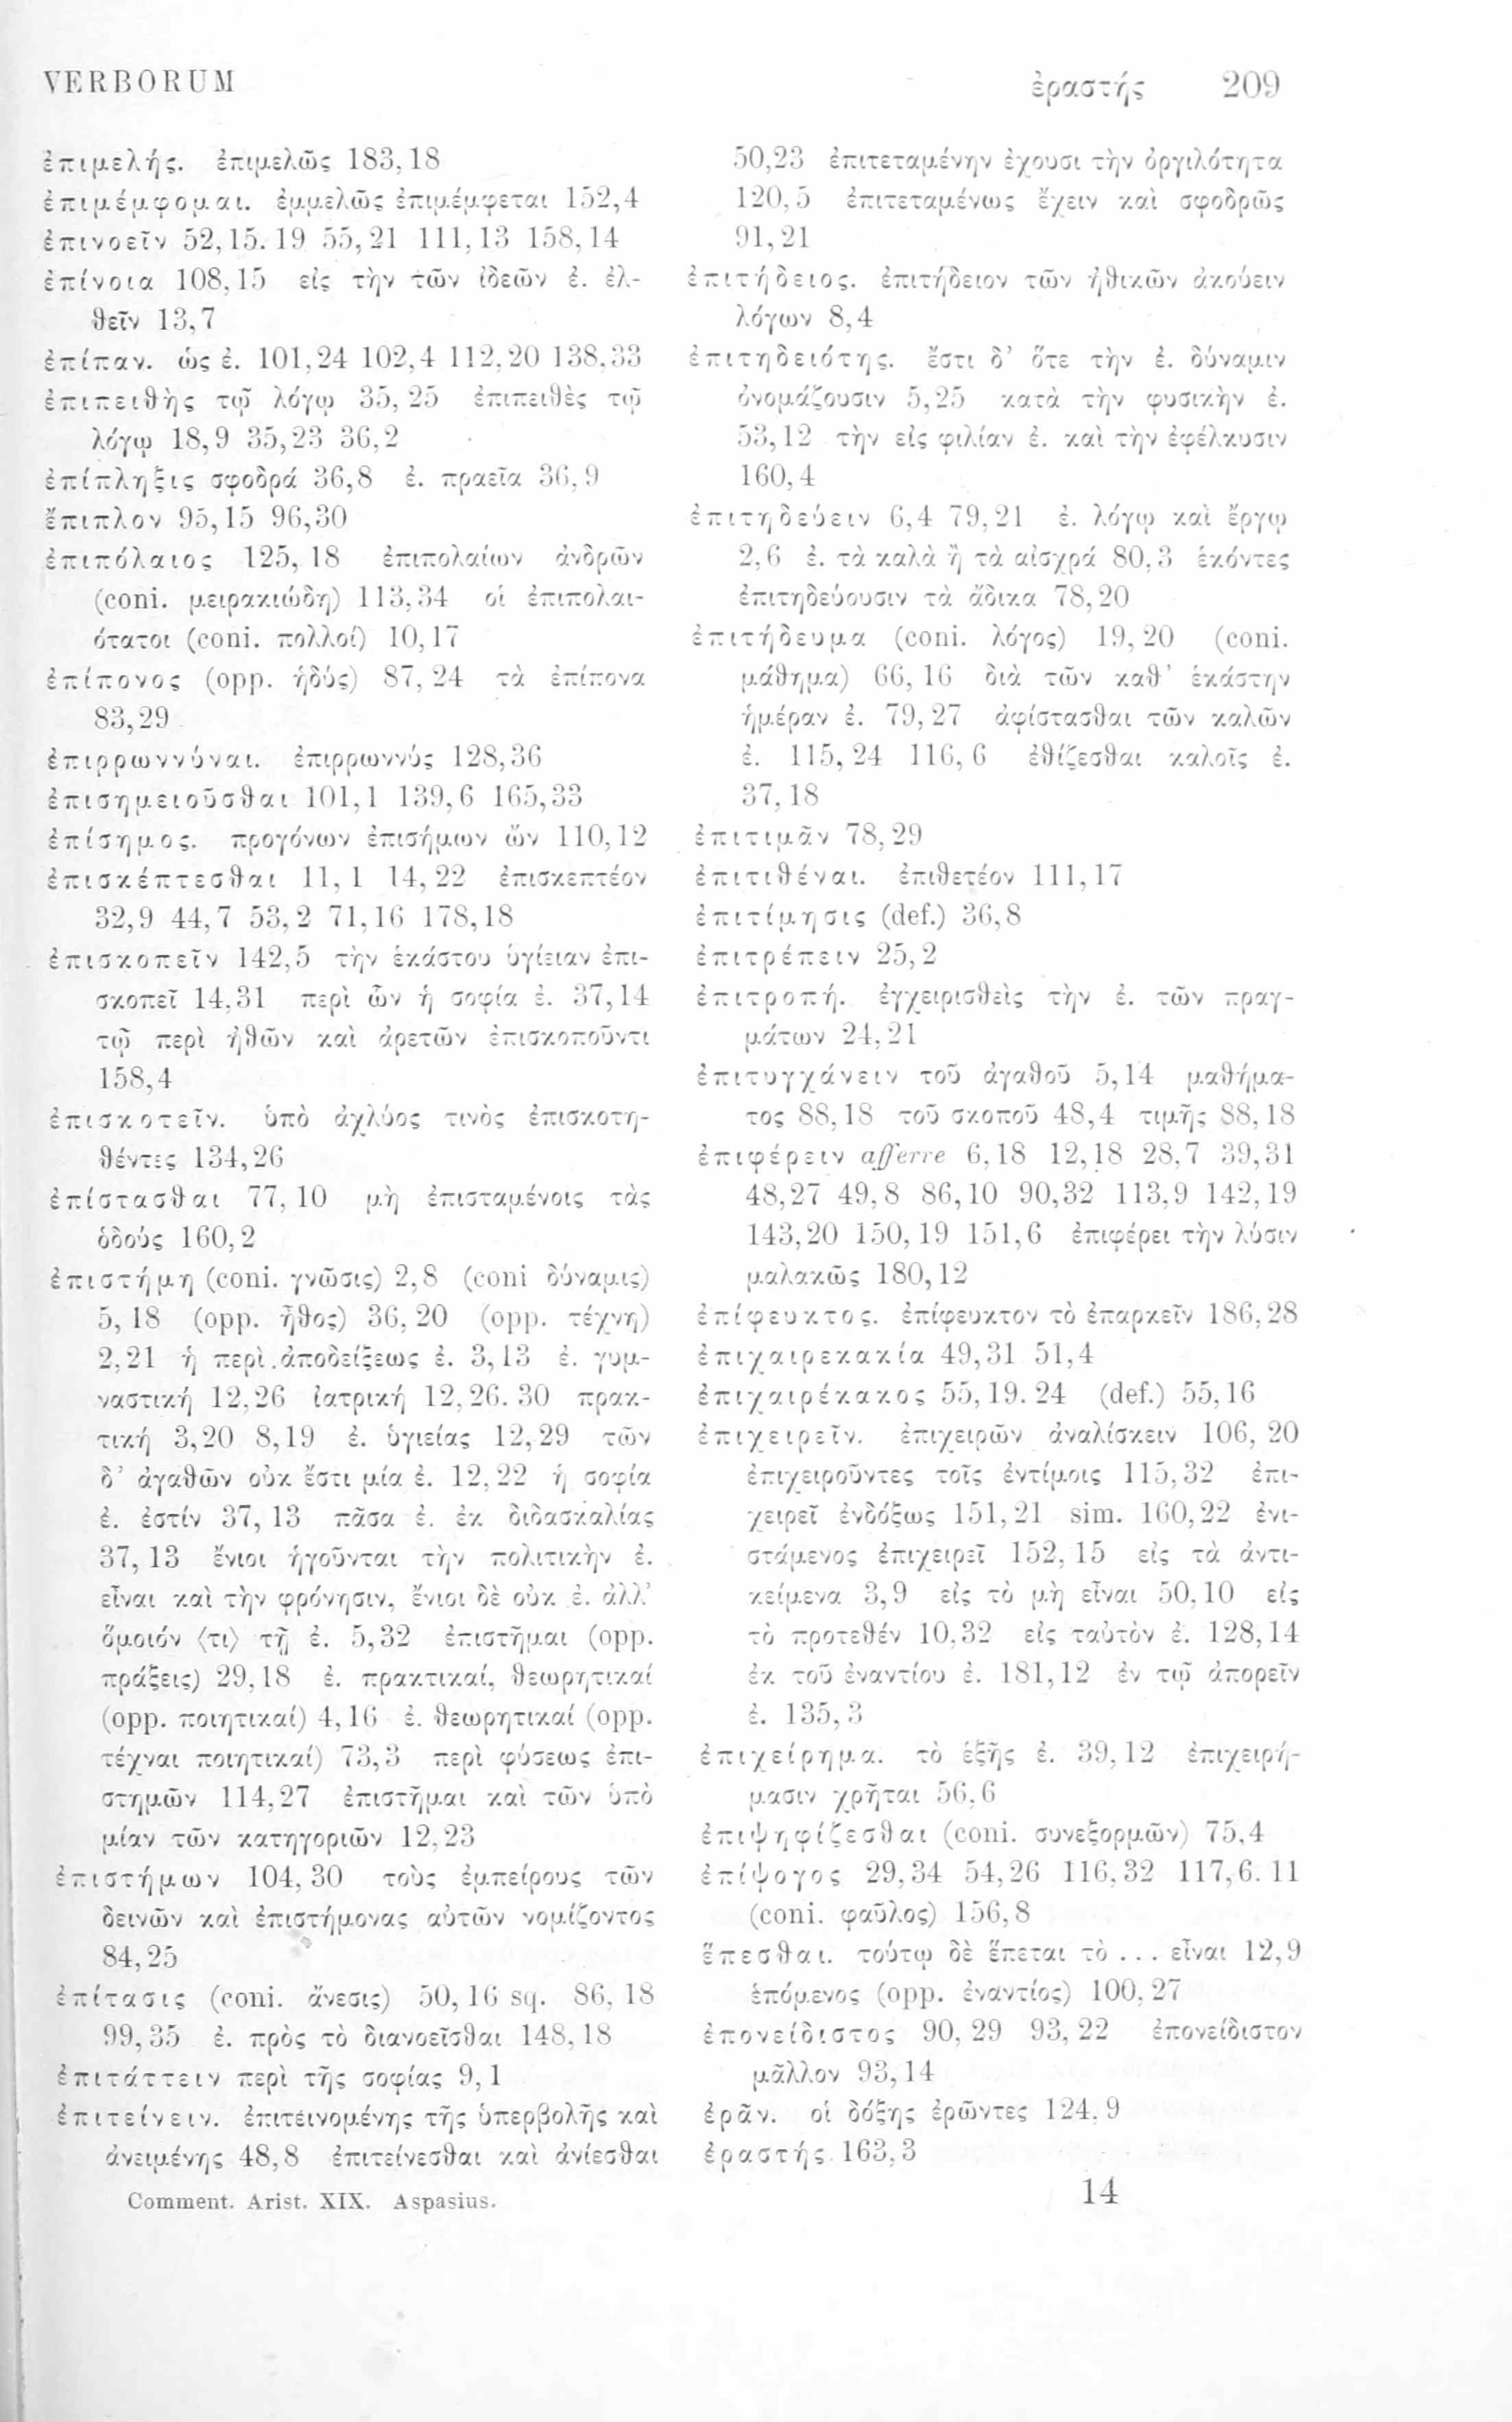 VERBORUM
ἐραστής 209
ἐπιμελής. ἐπιμελῶς 183,18
ἐπιμέμφομαι. ἐμμελῶς ἐπιμέμφεται 152,4
ἐπινοεῖν 52,15. 19 55,21 111,13 158,14
ἐπίνοια 108,15 εἰς τὴν τῶν ἰδεῶν ἐ. ἐλ-
θεῖν 13,7
ἐπίπαν. ὡς ἐ. 101,24 102,4 112,20 138,33
ἐπιπειθὴς τῷ λόγῳ 35,25 ἐπιπειθὲς τῷ
λόγῳ 18,9 35,23 36,2
ἐπίπληξις σφοδρά 36,8 ἐ. πραεῖα 36,9
ἔπιπλον 95,15 96,30
ἐπιπόλαιος 125,18 ἐπιπολαίων ἀνδρῶν
(coni. μειρακιώδη) 113,34 οἱ ἐπιπολαι-
ότατοι (coni. πολλοί) 10,17
ἐπίπονος (opp. ἡδύς) 87,24 τὰ ἐπίπονα
83,29
ἐπιρρωννύναι. ἐπιρρωννύς 128,36
ἐπισημειοῦσθαι 101,1 139,6 165,33
ἐπίσημος. προγόνων ἐπισήμων ὤν 110,12
ἐπισκέπτεσθαι 11,1 14,22 ἐπισκεπτέον
32,9 44,7 53,2 71,16 178,18
ἐπισκοπεῖν 142,5 τὴν ἑκάστου ὑγίειαν ἐπι-
σκοπεῖ 14,31 περὶ ὧν ἡ σοφία ἐ. 37,14
τῷ περὶ ἠθῶν καὶ ἀρετῶν ἐπισκοποῦντι
158,4
ἐπισκοτεῖν. ὑπὸ ἀχλύος τινὸς ἐπισκοτη-
θέντες 134,26
ἐπίστασθαι 77,10 μὴ ἐπισταμένοις τὰς
ὁδούς 160,2
ἐπιστήμη (coni. γνῶσις) 2,8 (coni δύναμις)
5,18 (opp. ἦθος) 36,20 (opp. τέχνη)
2,21 ἡ περὶ ἀποδείξεως ἐ. 3,13 ἐ. γυμ-
ναστική 12,26 ἰατρική 12,26. 30 πρακ-
τική 3,20 8,19 ἐ. ὑγιείας 12,29 τῶν
δ’ ἀγαθῶν οὐκ ἔστι μία ἐ. 12,22 ἡ σοφία
ἐ. ἐστίν 37,13 πᾶσα ἐ. ἐκ διδασκαλίας
37,13 ἔνιοι ἡγοῦνται τὴν πολιτικὴν ἐ.
εἶναι καὶ τὴν φρόνησιν, ἔνιοι δὲ οὐκ ἐ. ἀλλ’
ὅμοιόν ⟨τι⟩ τῇ ἐ. 5,32 ἐπιστῆμαι (opp.
πράξεις) 29,18 ἐ. πρακτικαί, θεωρητικαί
(opp. ποιητικαί) 4,16 ἐ. θεωρητικαί (opp.
τέχναι ποιητικαί) 73,3 περὶ φύσεως ἐπι-
στημῶν 114,27 ἐπιστῆμαι καὶ τῶν ὑπὸ
μίαν τῶν κατηγοριῶν 12,23
ἐπιστήμων 104,30 τοὺς ἐμπείρους τῶν
δεινῶν καὶ ἐπιστήμονας αὐτῶν νομίζοντος
84,25
ἐπίτασις (coni. ἄνεσις) 50,16 sq. 86,18
99,35 ἐ. πρὸς τὸ διανοεῖσθαι 148,18
ἐπιτάττειν περὶ τῆς σοφίας 9,1
ἐπιτείνειν. ἐπιτεινομένης τῆς ὑπερβολῆς καὶ
ἀνειμένης 48,8 ἐπιτείνεσθαι καὶ ἀνίεσθαι
50,23 ἐπιτεταμένην ἔχουσι τὴν ὀργιλότητα
120,5 ἐπιτεταμένως ἔχειν καὶ σφοδρῶς
91,21
ἐπιτήδειος. ἐπιτήδειον τῶν ἠθικῶν ἀκούειν
λόγων 8,4
ἐπιτηδειότης. ἔστι δ’ ὅτε τὴν ἐ. δύναμιν
ὀνομάζουσιν 5,25 κατὰ τὴν φυσικὴν ἐ.
53,12 τὴν εἰς φιλίαν ἐ. καὶ τὴν ἐφέλκυσιν
160,4
ἐπιτηδεύειν 6,4 79,21 ἐ. λόγῳ καὶ ἔργῳ
2,6 ἐ. τὰ καλὰ ἢ τὰ αἰσχρά 80,3 ἑκόντες
ἐπιτηδεύουσιν τὰ ἄδικα 78,20
ἐπιτήδευμα (coni. λόγος) 19,20 (coni.
μάθημα) 66,16 διὰ τῶν καθ’ ἑκάστην
ἡμέραν ἐ. 79,27 ἀφίστασθαι τῶν καλῶν
ἐ. 115,24 116,6 ἐθίζεσθαι καλοῖς ἐ.
37,18
ἐπιτιμᾶν 78,29
ἐπιτιθέναι. ἐπιθετέον 111,17
ἐπιτίμησις (def.) 36,8
ἐπιτρέπειν 25,2
ἐπιτροπή. ἐγχειρισθεὶς τὴν ἐ. τῶν πραγ-
μάτων 24,21
ἐπιτυγχάνειν τοῦ ἀγαθοῦ 5,14 μαθήμα-
τος 88,18 τοῦ σκοποῦ 48,4 τιμῆς 88,18
ἐπιφέρειν afferre 6,18 12,18 28,7 39,31
48,27 49,8 86,10 90,32 113,9 142,19
143,20 150,19 151,6 ἐπιφέρει τὴν λύσιν
μαλακῶς 180,12
ἐπίφευκτος. ἐπίφευκτον τὸ ἐπαρκεῖν 186,28
ἐπιχαιρεκακία 49,31 51,4
ἐπιχαιρέκακος 55,19. 24 (def.) 55,16
ἐπιχειρεῖν. ἐπιχειρῶν ἀναλίσκειν 106,20
ἐπιχειροῦντες τοῖς ἐντίμοις 115,32 ἐπι-
χειρεῖ ἐνδόξως 151,21 sim. 160,22 ἐνι-
στάμενος ἐπιχειρεῖ 152,15 εἰς τὰ ἀντι-
κείμενα 3,9 εἰς τὸ μὴ εἶναι 50,10 εἰς
τὸ προτεθέν 10,32 εἰς ταὐτὸν ἐ. 128,14
ἐκ τοῦ ἐναντίου ἐ. 181,12 ἐν τῷ ἀπορεῖν
ἐ. 135,3
ἐπιχείρημα. τὸ ἑξῆς ἐ. 39,12 ἐπιχειρή-
μασιν χρῆται 56,6
ἐπιψηφίζεσθαι (coni. συνεξορμῶν) 75,4
ἐπίψογος 29,34 54,26 116,32 117,6. 11
(coni. φαῦλος) 156,8
ἕπεσθαι. τούτῳ δὲ ἕπεται τὸ ... εἶναι 12,9
ἑπόμενος (opp. ἐναντίος) 100,27
ἐπονείδιστος 90,29 93,22 ἐπονείδιστον
μᾶλλον 93,14
ἐρᾶν. οἱ δόξης ἐρῶντες 124,9
ἐραστής 163,3
Comment. Arist. XIX. Aspasius.
14